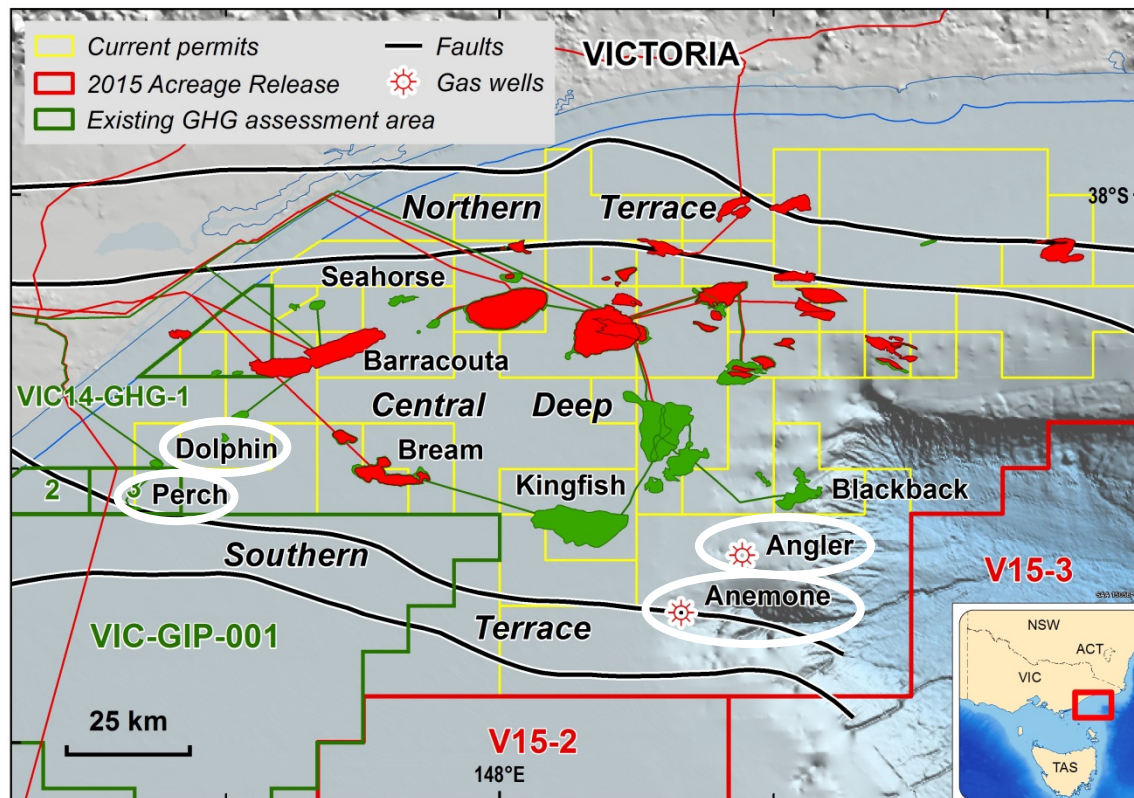 Current permits
Faults
VICTORIA
2015 Acreage Release
Gas wells
Existing GHG assessment area
38°S
Northern Terrace
Seahorse
Barracouta
VIC14-GHG-1
Central Deep
Dolphin
Bream
2
3
Perch
Kingfish
Blackback
Southern
Angler
V15-3
Anemone
VIC-GIP-001
Terrace
NSW
ACT
VIC
25 km
V15-2
148°E
TAS